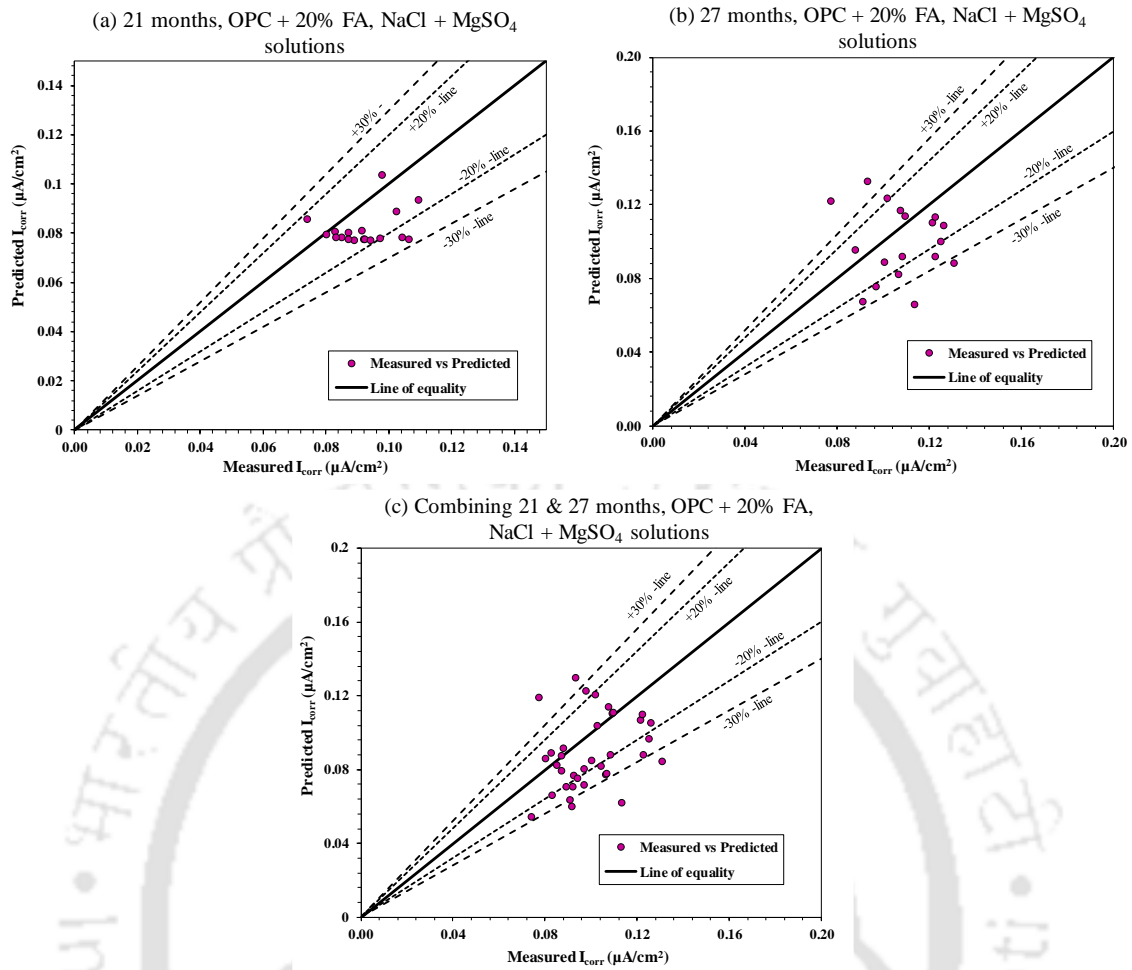 (a) 21 months, OPC + 20% FA, NaCl + MgSO₄
solutions
0.14
0.12
0.1
0.08
0.06
0.04
0.02
0
0.00
0.02
0.04
0.06
0.08
0.10
0.12
0.14
Predicted I_corr (µA/cm²)
Measured I_corr (µA/cm²)
+30% -
+20% -line
-20% -line
-30% -line
Measured vs Predicted
Line of equality
(b) 27 months, OPC + 20% FA, NaCl + MgSO₄
solutions
0.20
0.16
0.12
0.08
0.04
0.00
0.00
0.04
0.08
0.12
0.16
0.20
Predicted I_corr (µA/cm²)
Measured I_corr (µA/cm²)
+30% -line
+20% -line
-20% -line
-30% -line
Measured vs Predicted
Line of equality
(c) Combining 21 & 27 months, OPC + 20% FA,
NaCl + MgSO₄ solutions
0.2
0.16
0.12
0.08
0.04
0
0.00
0.04
0.08
0.12
0.16
0.20
Predicted I_corr (µA/cm²)
Measured I_corr (µA/cm²)
+30% -line
+20% -line
-20% -line
-30% -line
Measured vs Predicted
Line of equality